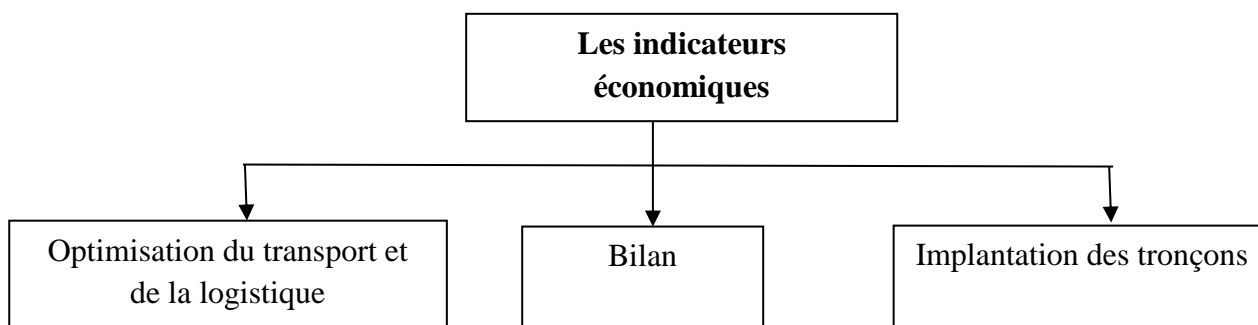 Les indicateurs
économiques
Optimisation du transport et
de la logistique
Bilan
Implantation des tronçons